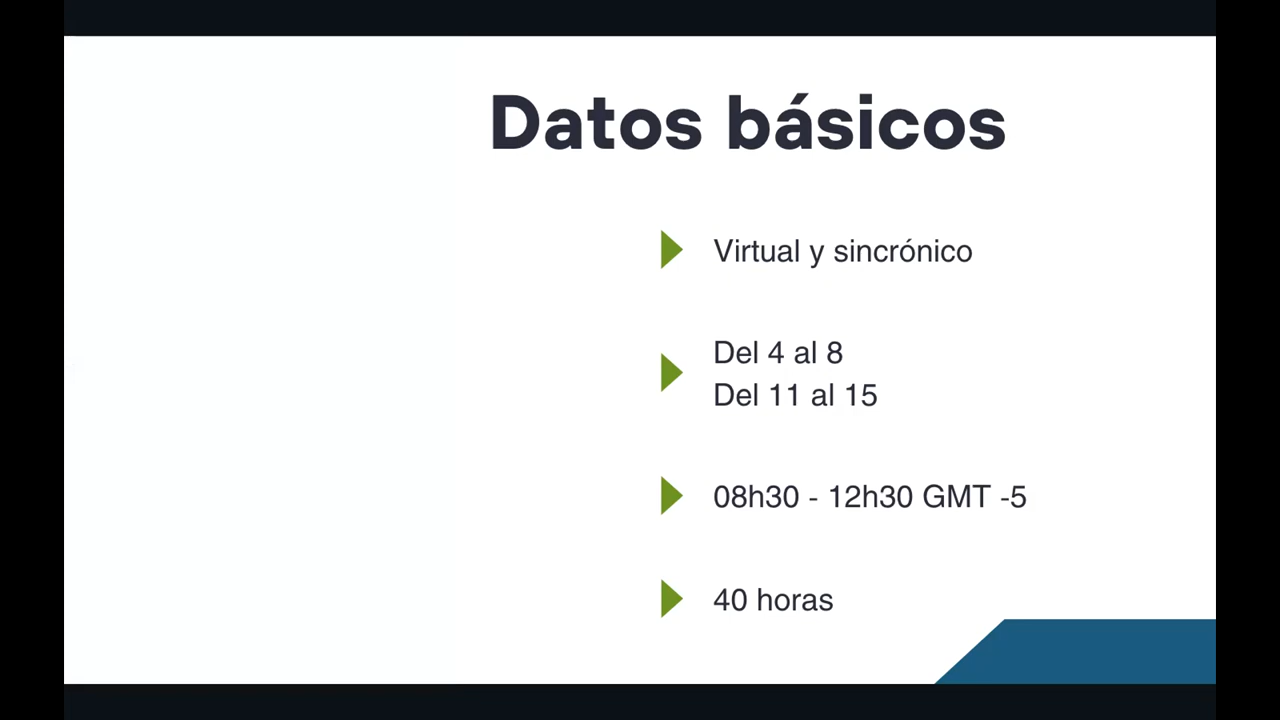 Datos básicos
Virtual y sincrónico
Del 4 al 8
Del 11 al 15
08h30 - 12h30 GMT -5
40 horas